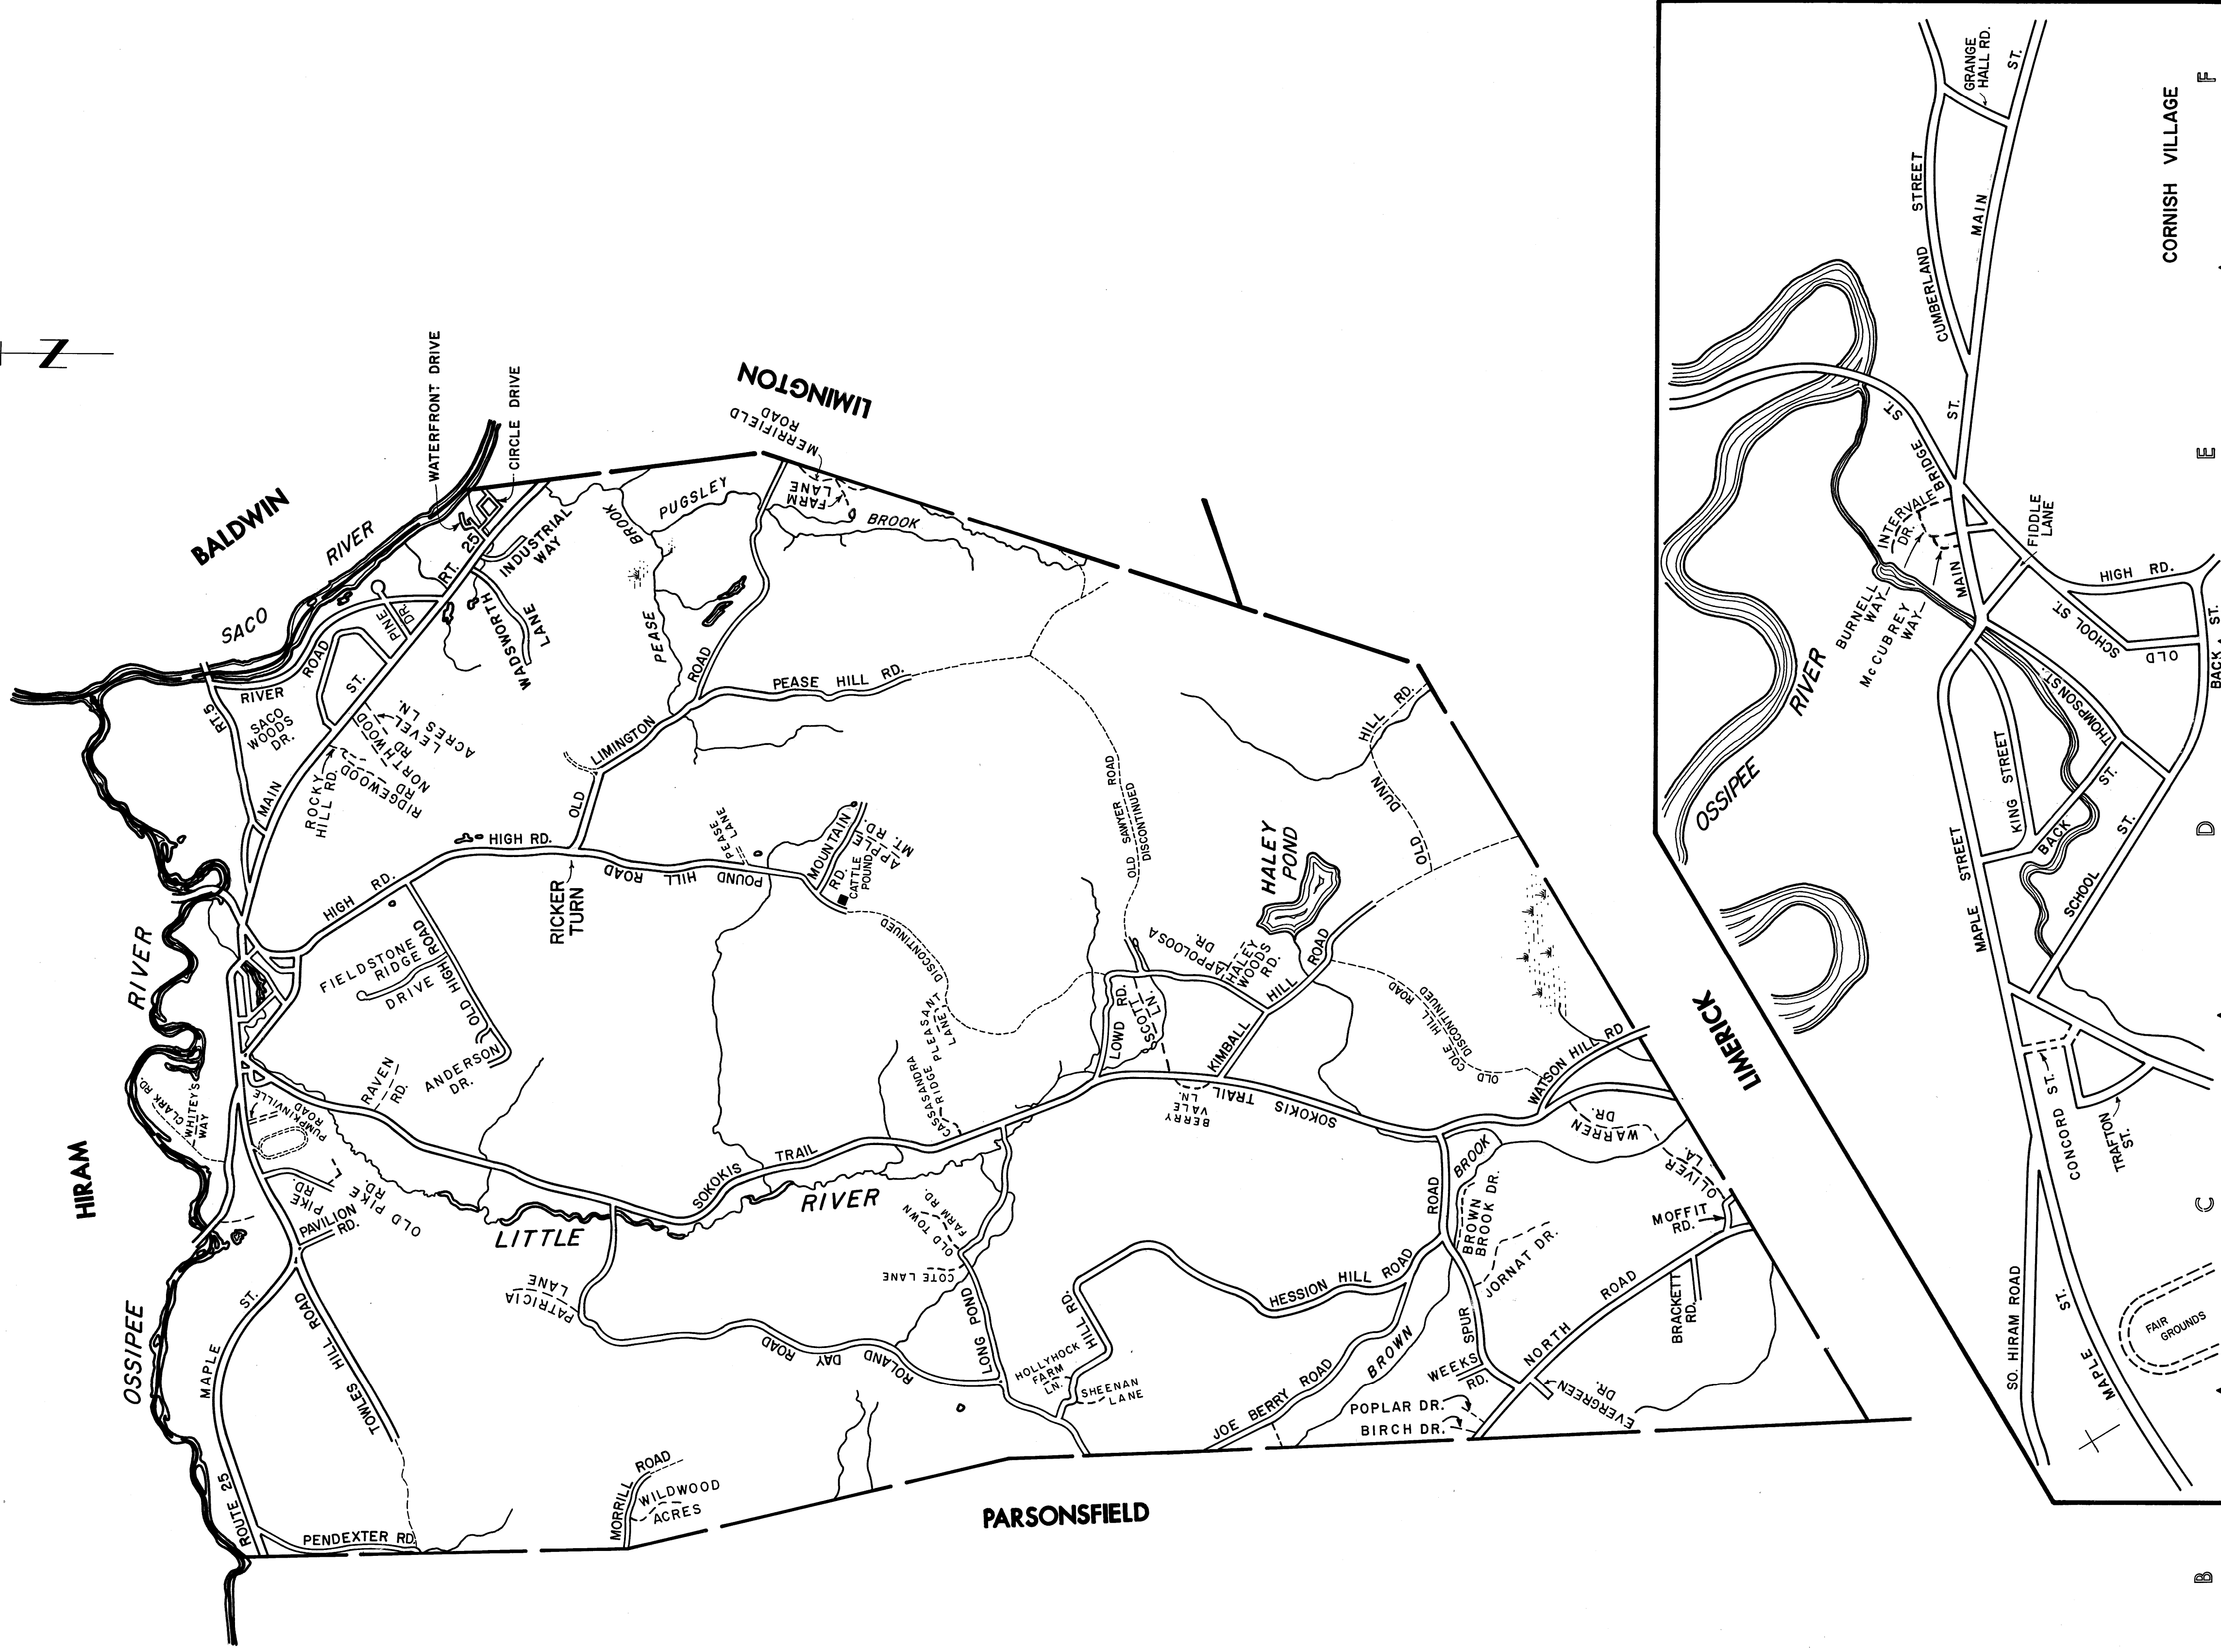 N
BALDWIN
HIRAM
LIMINGTON
LIMERICK
PARSONSFIELD
SACO
RIVER
OSSIPEE
RIVER
WATERFRONT DRIVE
CIRCLE DRIVE
RT. 25
INDUSTRIAL
WAY
WADSWORTH
LANE
PINE
DR.
RIVER ROAD
RT. 5
SACO
WOODS
DR.
MAIN ST.
LEVEL
ACRES LN.
NORTHWOOD
RD
RIDGEWOOD
RD
ROCKY
HILL RD.
MERRIFIELD
ROAD
FARM
LANE
PUGSLEY
BROOK
PEASE
BROOK
OLD LIMINGTON ROAD
PEASE HILL RD.
HIGH RD.
HIGH RD.
RICKER
TURN
POUND HILL ROAD
PEASE
LANE
MOUNTAIN
RD.
APPLE
MT. RD.
CATTLE
POUND
DISCONTINUED
OLD SAWYER ROAD
DISCONTINUED
FIELDSTONE
RIDGE
DRIVE
OLD HIGH ROAD
ANDERSON
DR.
RAVEN
RD.
CLARK RD.
WHITEY'S
WAY
PUMPKINVILLE
ROAD
PIKE
RD
OLD PIKE
RD.
PAVILION
RD.
MAPLE ST.
ROUTE 25
TOWLES HILL ROAD
PENDEXTER RD.
MORRILL ROAD
WILDWOOD
ACRES
LITTLE RIVER
SOKOKIS TRAIL
PATRICIA
LANE
ROLAND DAY ROAD
CASASSANDRA
RIDGE
PLEASANT
LANE
OLD TOWN
FARM RD.
COTE LANE
LONG POND
HOLLYHOCK
FARM
LN.
HILL RD.
SHEENAN
LANE
HESSION HILL ROAD
JOE BERRY ROAD
BROWN BROOK
BROWN
BROOK DR.
JORNAT DR.
SPUR ROAD
WEEKS
RD.
POPLAR DR.
BIRCH DR.
NORTH ROAD
EVERGREEN
DR.
BRACKETT
RD.
MOFFIT
RD.
OLIVER
LA.
WARREN
DR.
WATSON HILL RD
SOKOKIS TRAIL
BERRY
VALE
LN.
KIMBALL HILL ROAD
LOWD RD.
SCOTT
LN.
APPOLOOSA
DR.
HALEY
WOODS
RD.
HALEY
POND
OLD COLE HILL ROAD
DISCONTINUED
OLD DUNN HILL RD.
CORNISH VILLAGE
GRANGE
HALL RD.
MAIN ST.
CUMBERLAND STREET
BRIDGE ST.
INTERVALE
DR.
BURNELL
WAY
McCUBREY
WAY
MAIN ST.
FIDDLE
LANE
HIGH RD.
SCHOOL ST.
OLD
BACK ST.
THOMPSON ST.
KING STREET
BACK ST.
SCHOOL ST.
MAPLE STREET
OSSIPEE RIVER
CONCORD ST.
TRAFTON
ST.
SO. HIRAM ROAD
MAPLE ST.
FAIR
GROUNDS
B
C
D
E
F